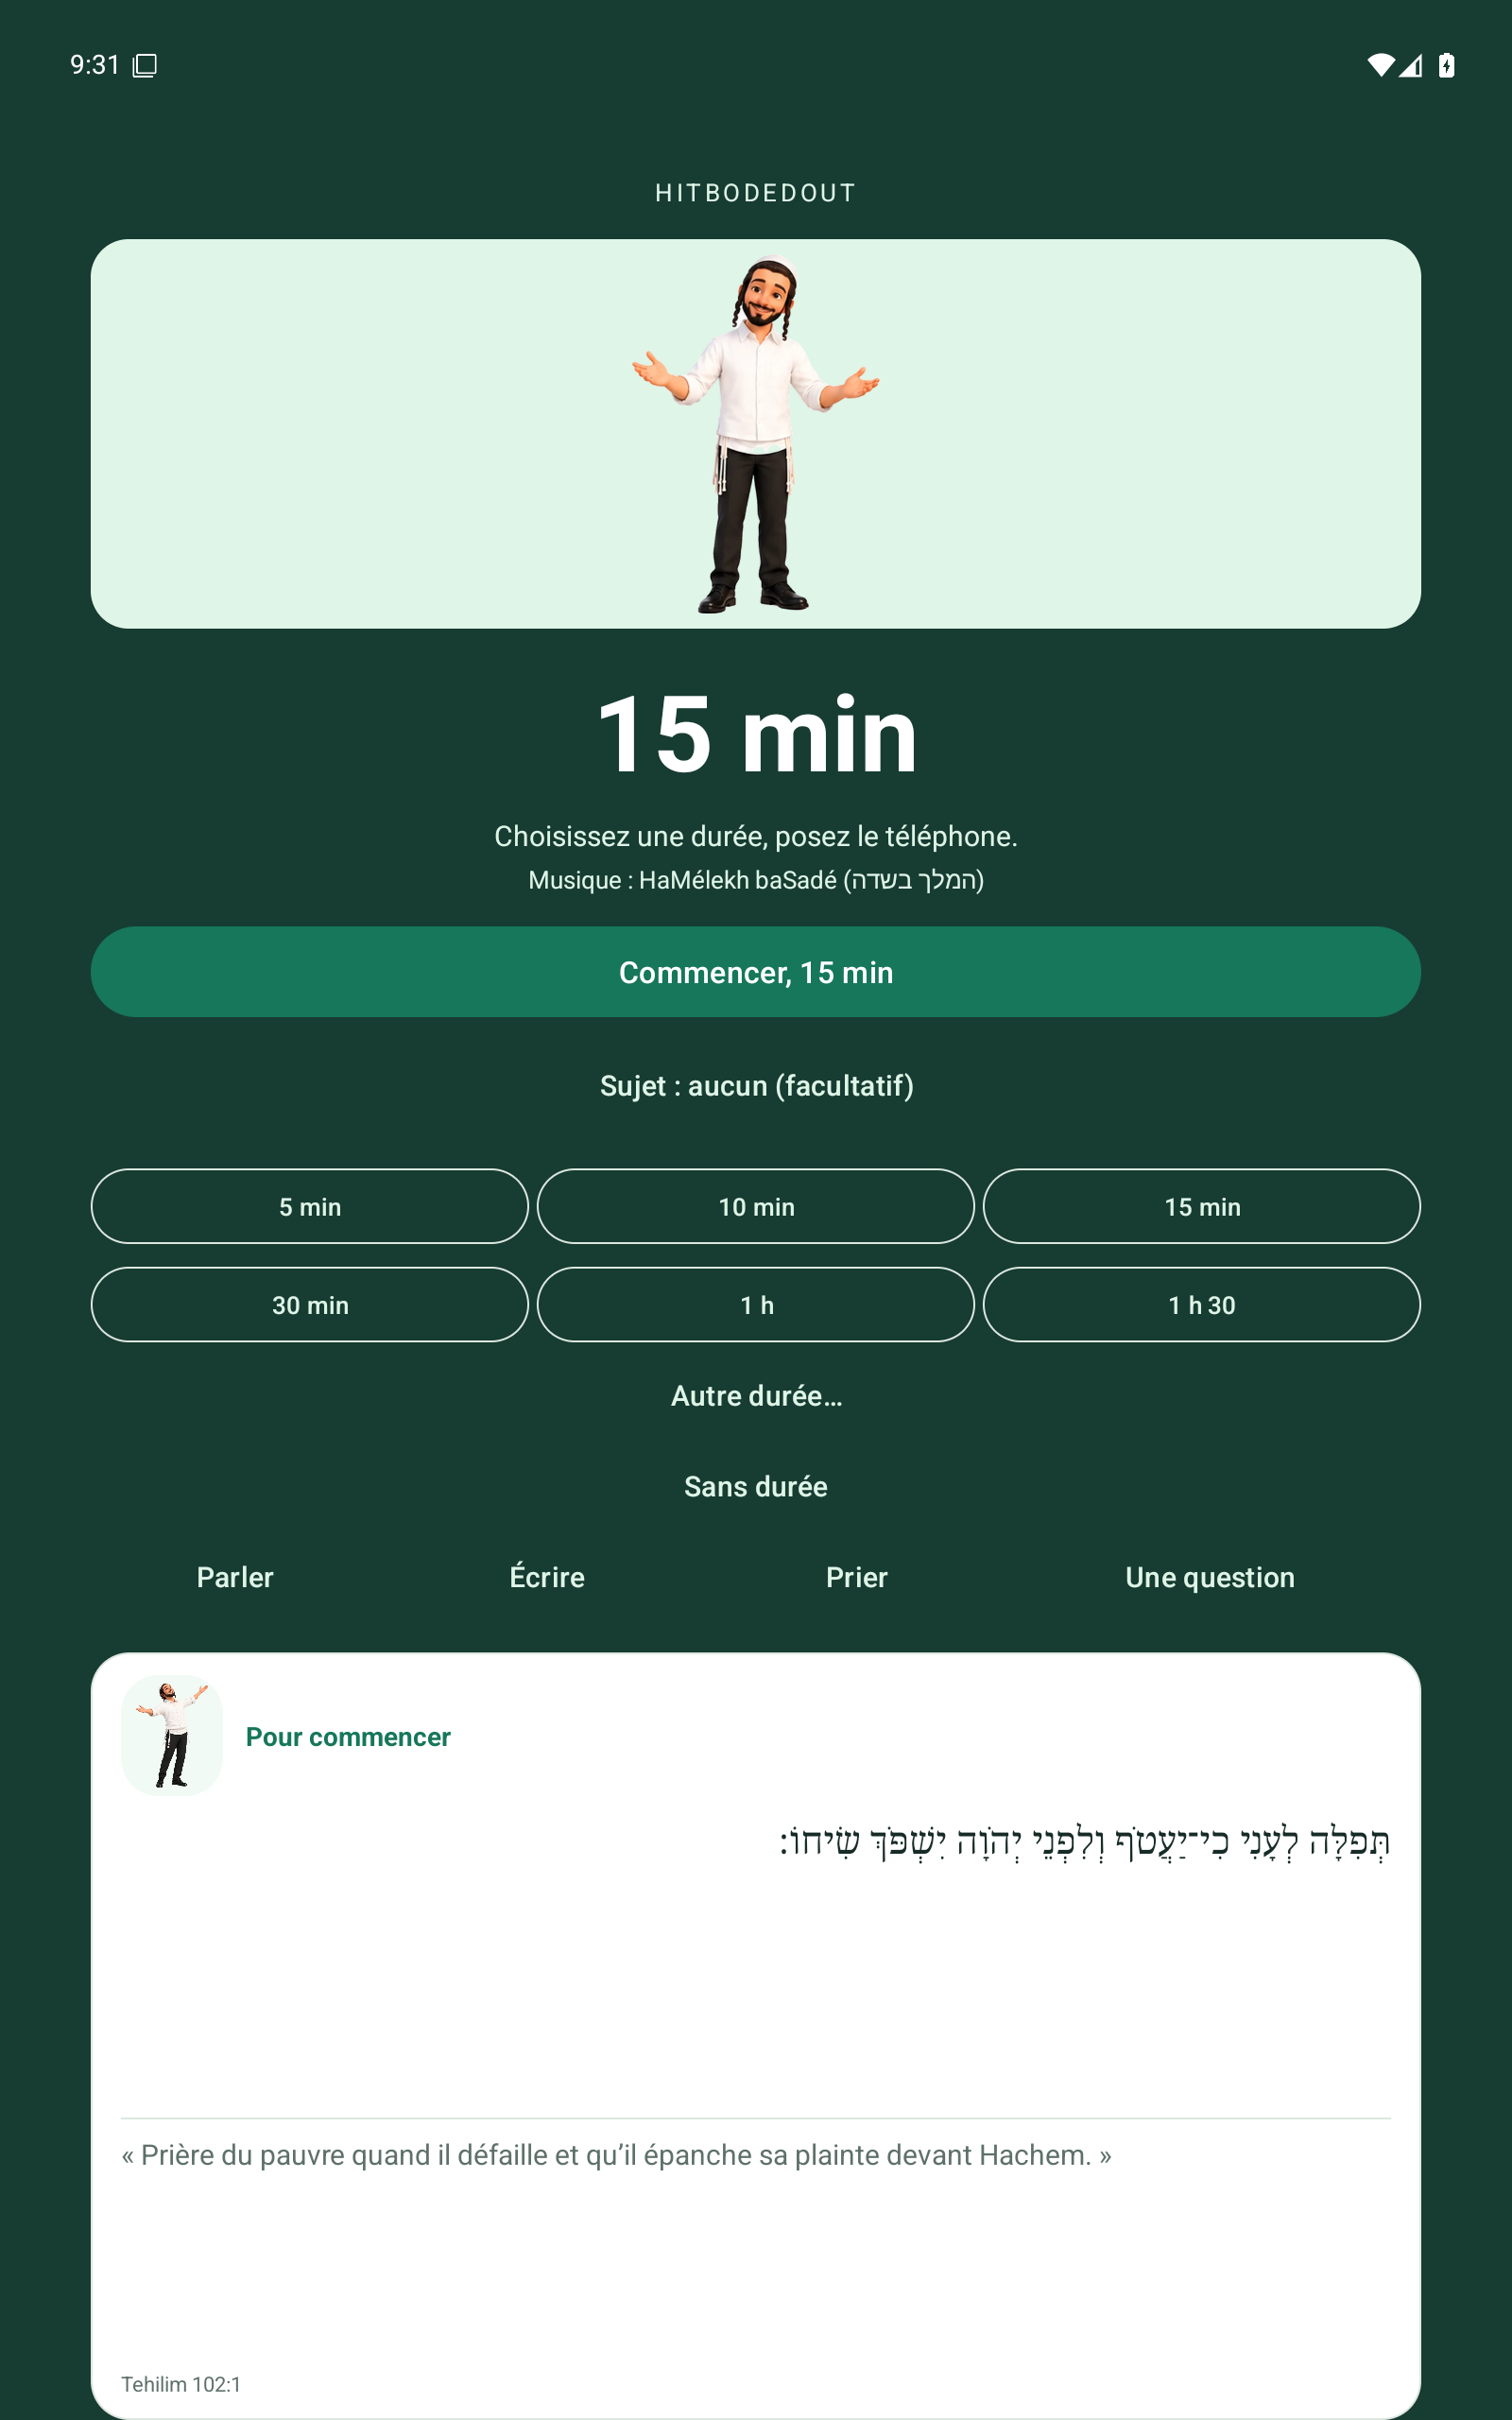 9:31
HITBODEDOUT
15 min
Choisissez une durée, posez le téléphone.
Musique : HaMélekh baSadé (המלך בשדה)
Commencer, 15 min
Sujet : aucun (facultatif)
5 min
10 min
15 min
30 min
1 h
1 h 30
Autre durée…
Sans durée
Parler
Écrire
Prier
Une question
Pour commencer
תְּפִלָּה לְעָנִי כִי־יַעֲטֹף וְלִפְנֵי יְהֹוָה יִשְׁפֹּךְ שִׂיחוֹ׃
« Prière du pauvre quand il défaille et qu’il épanche sa plainte devant Hachem. »
Tehilim 102:1